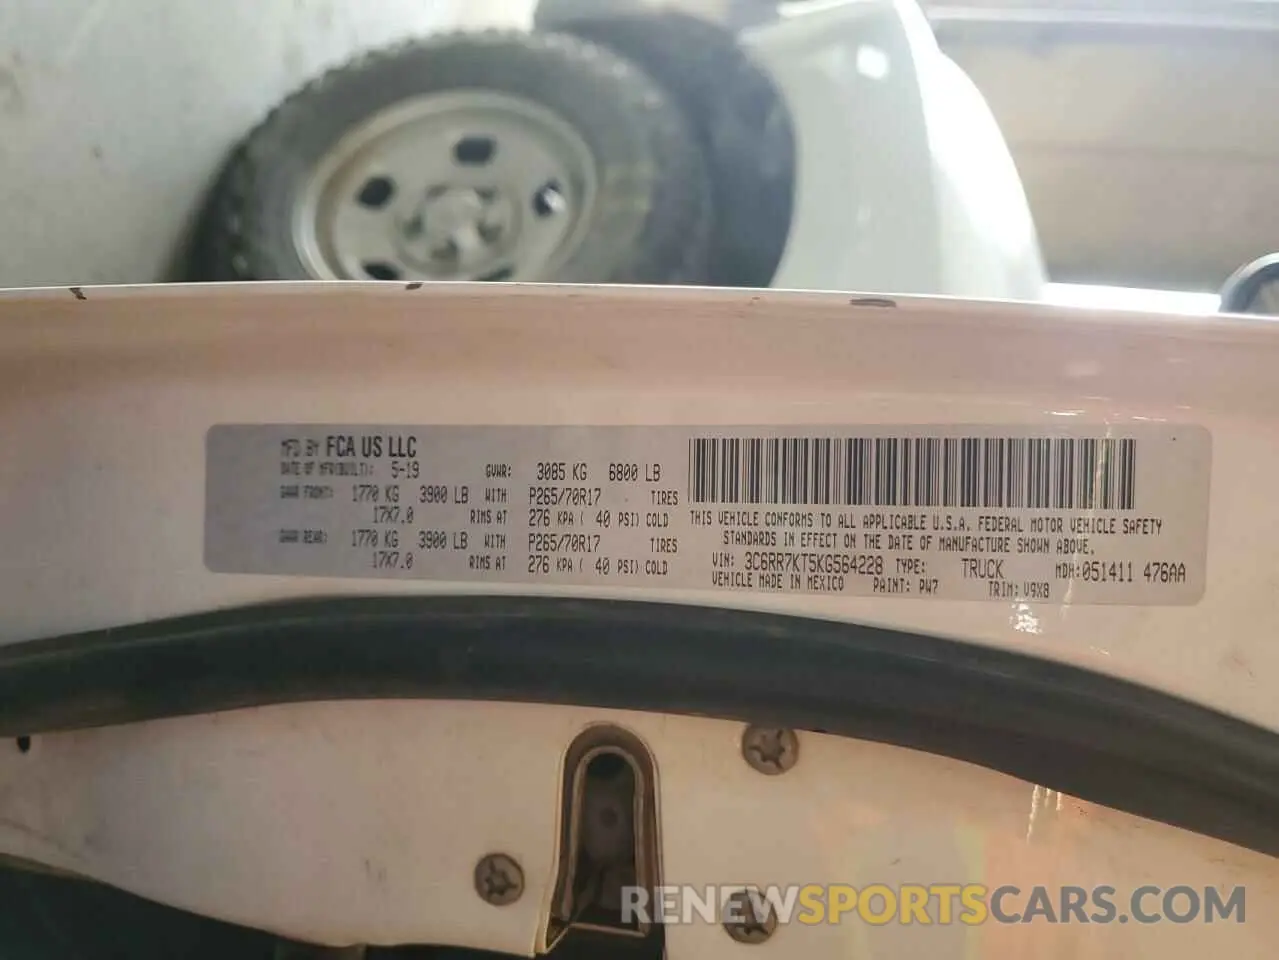 MFD BY FCA US LLC
DATE OF MFR(BUILT): 5-19 GVWR: 3085 KG 6800 LB
GAWR FRONT: 1770 KG 3900 LB WITH P265/70R17 TIRES
17X7.0 RIMS AT 276 KPA ( 40 PSI) COLD
GAWR REAR: 1770 KG 3900 LB WITH P265/70R17 TIRES
17X7.0 RIMS AT 276 KPA ( 40 PSI) COLD
THIS VEHICLE CONFORMS TO ALL APPLICABLE U.S.A. FEDERAL MOTOR VEHICLE SAFETY
STANDARDS IN EFFECT ON THE DATE OF MANUFACTURE SHOWN ABOVE.
VIN: 3C6RR7KT5KG564228 TYPE: TRUCK MDH:051411 476AA
VEHICLE MADE IN MEXICO PAINT: PW7 TRIM: V9X8
RENEWSPORTSCARS.COM